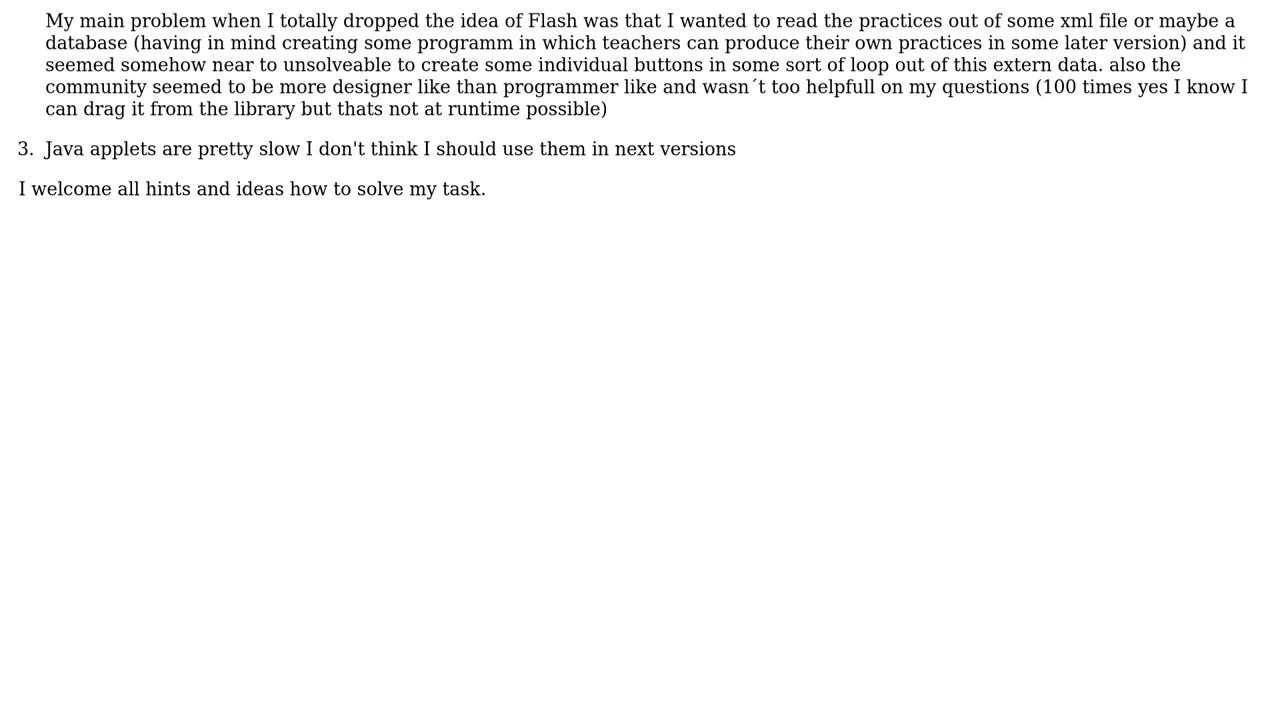 My main problem when I totally dropped the idea of Flash was that I wanted to read the practices out of some xml file or maybe a
database (having in mind creating some programm in which teachers can produce their own practices in some later version) and it
seemed somehow near to unsolveable to create some individual buttons in some sort of loop out of this extern data. also the
community seemed to be more designer like than programmer like and wasn´t too helpfull on my questions (100 times yes I know I
can drag it from the library but thats not at runtime possible)
3. Java applets are pretty slow I don't think I should use them in next versions
I welcome all hints and ideas how to solve my task.